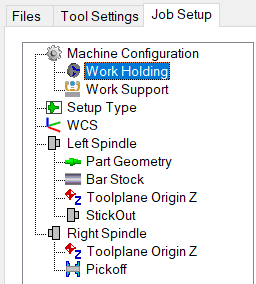 Files Tool Settings Job Setup
Machine Configuration
Work Holding
Work Support
Setup Type
WCS
Left Spindle
Part Geometry
Bar Stock
Toolplane Origin Z
StickOut
Right Spindle
Toolplane Origin Z
Pickoff